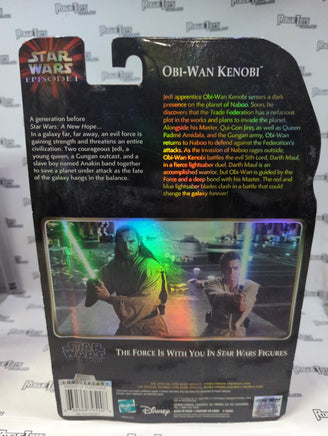 STAR
WARS
EPISODE I
OBI-WAN KENOBI
A generation before
Star Wars: A New Hope...
In a galaxy far, far away, an evil force is
gaining strength and threatens an entire
civilization. Two courageous Jedi, a
young queen, a Gungan outcast, and a
slave boy named Anakin band together
to save a planet under attack as the fate
of the galaxy hangs in the balance.
Jedi apprentice Obi-Wan Kenobi senses a dark
presence on the planet of Naboo. Soon, he
discovers that the Trade Federation has a nefarious
plot in the works and plans to invade the planet.
Alongside his Master, Qui-Gon Jinn, as well as Queen
Padmé Amidala, and the Gungan army, Obi-Wan
returns to Naboo to defend against the Federation's
attacks. As the invasion of Naboo rages outside,
Obi-Wan Kenobi battles the evil Sith Lord, Darth Maul,
in a fierce lightsaber duel. Darth Maul is an
accomplished warrior, but Obi-Wan is guided by the
Force and a deep bond with his Master. The red and
blue lightsaber blades clash in a battle that could
change the galaxy forever!
STAR
WARS
THE FORCE IS WITH YOU IN STAR WARS FIGURES
ANNIVERSARY
Hasbro
Disney
ROGUE TOYS